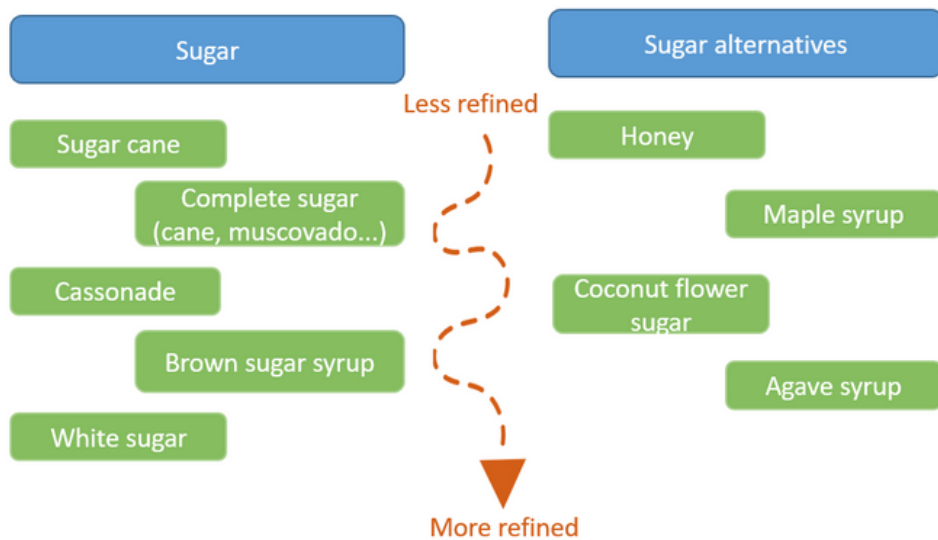 Sugar
Sugar alternatives
Less refined
Sugar cane
Honey
Complete sugar
(cane, muscovado...)
Maple syrup
Cassonade
Coconut flower
sugar
Brown sugar syrup
Agave syrup
White sugar
More refined